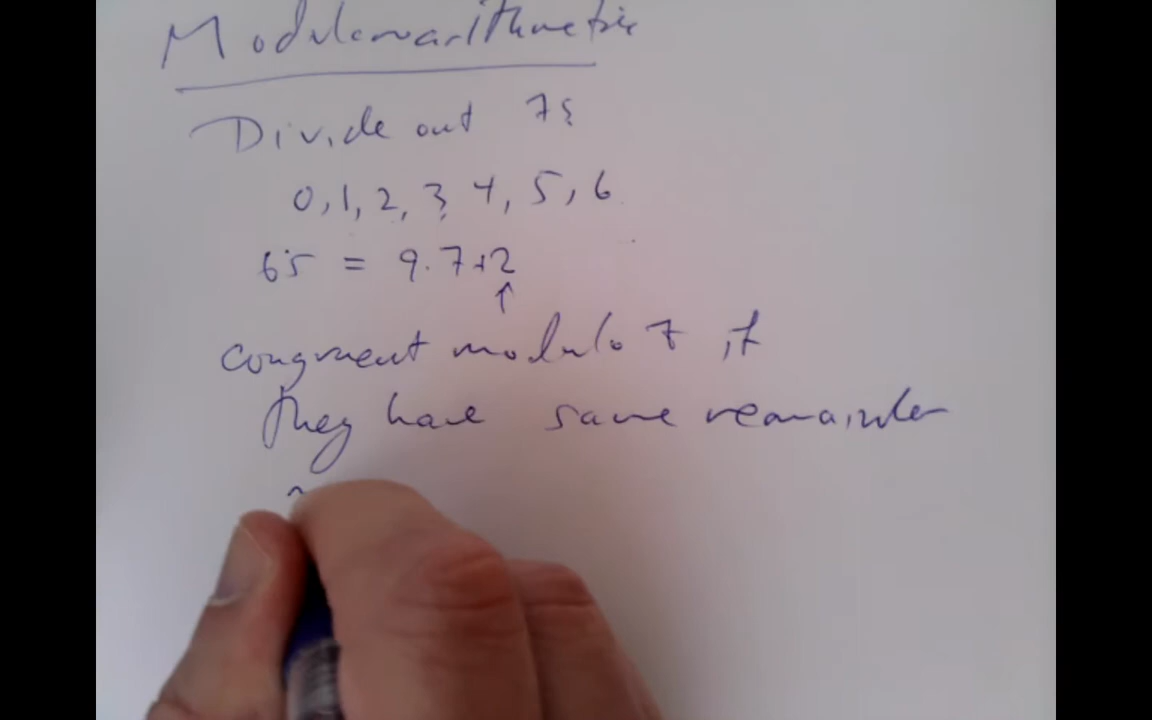 Modular arithmetic
Divide out 7s
0, 1, 2, 3, 4, 5, 6
65 = 9.7+2
↑
congruent modulo 7 if
they have same remainder